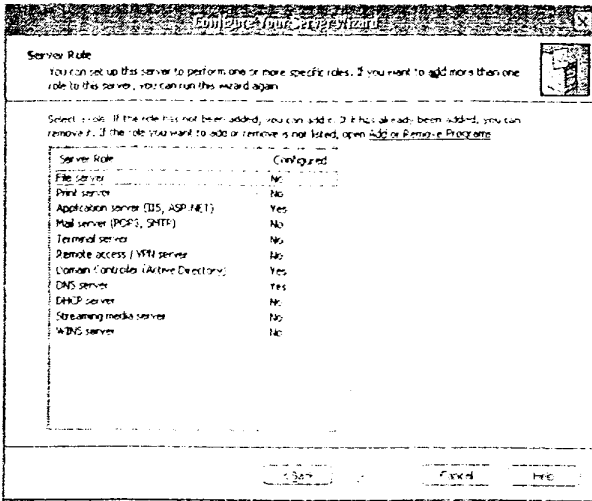 Configure Your Server Wizard
Server Role
You can set up this server to perform one or more specific roles. If you want to add more than one
role to this server, you can run this wizard again.
Select a role. If the role has not been added, you can add it. If it has already been added, you can
remove it. If the role you want to add or remove is not listed, open Add or Remove Programs
Server Role Configured
File server No
Print server No
Application server (IIS, ASP.NET) Yes
Mail server (POP3, SMTP) No
Terminal server No
Remote access / VPN server No
Domain Controller (Active Directory) Yes
DNS server Yes
DHCP server No
Streaming media server No
WINS server No
< Back Cancel Help